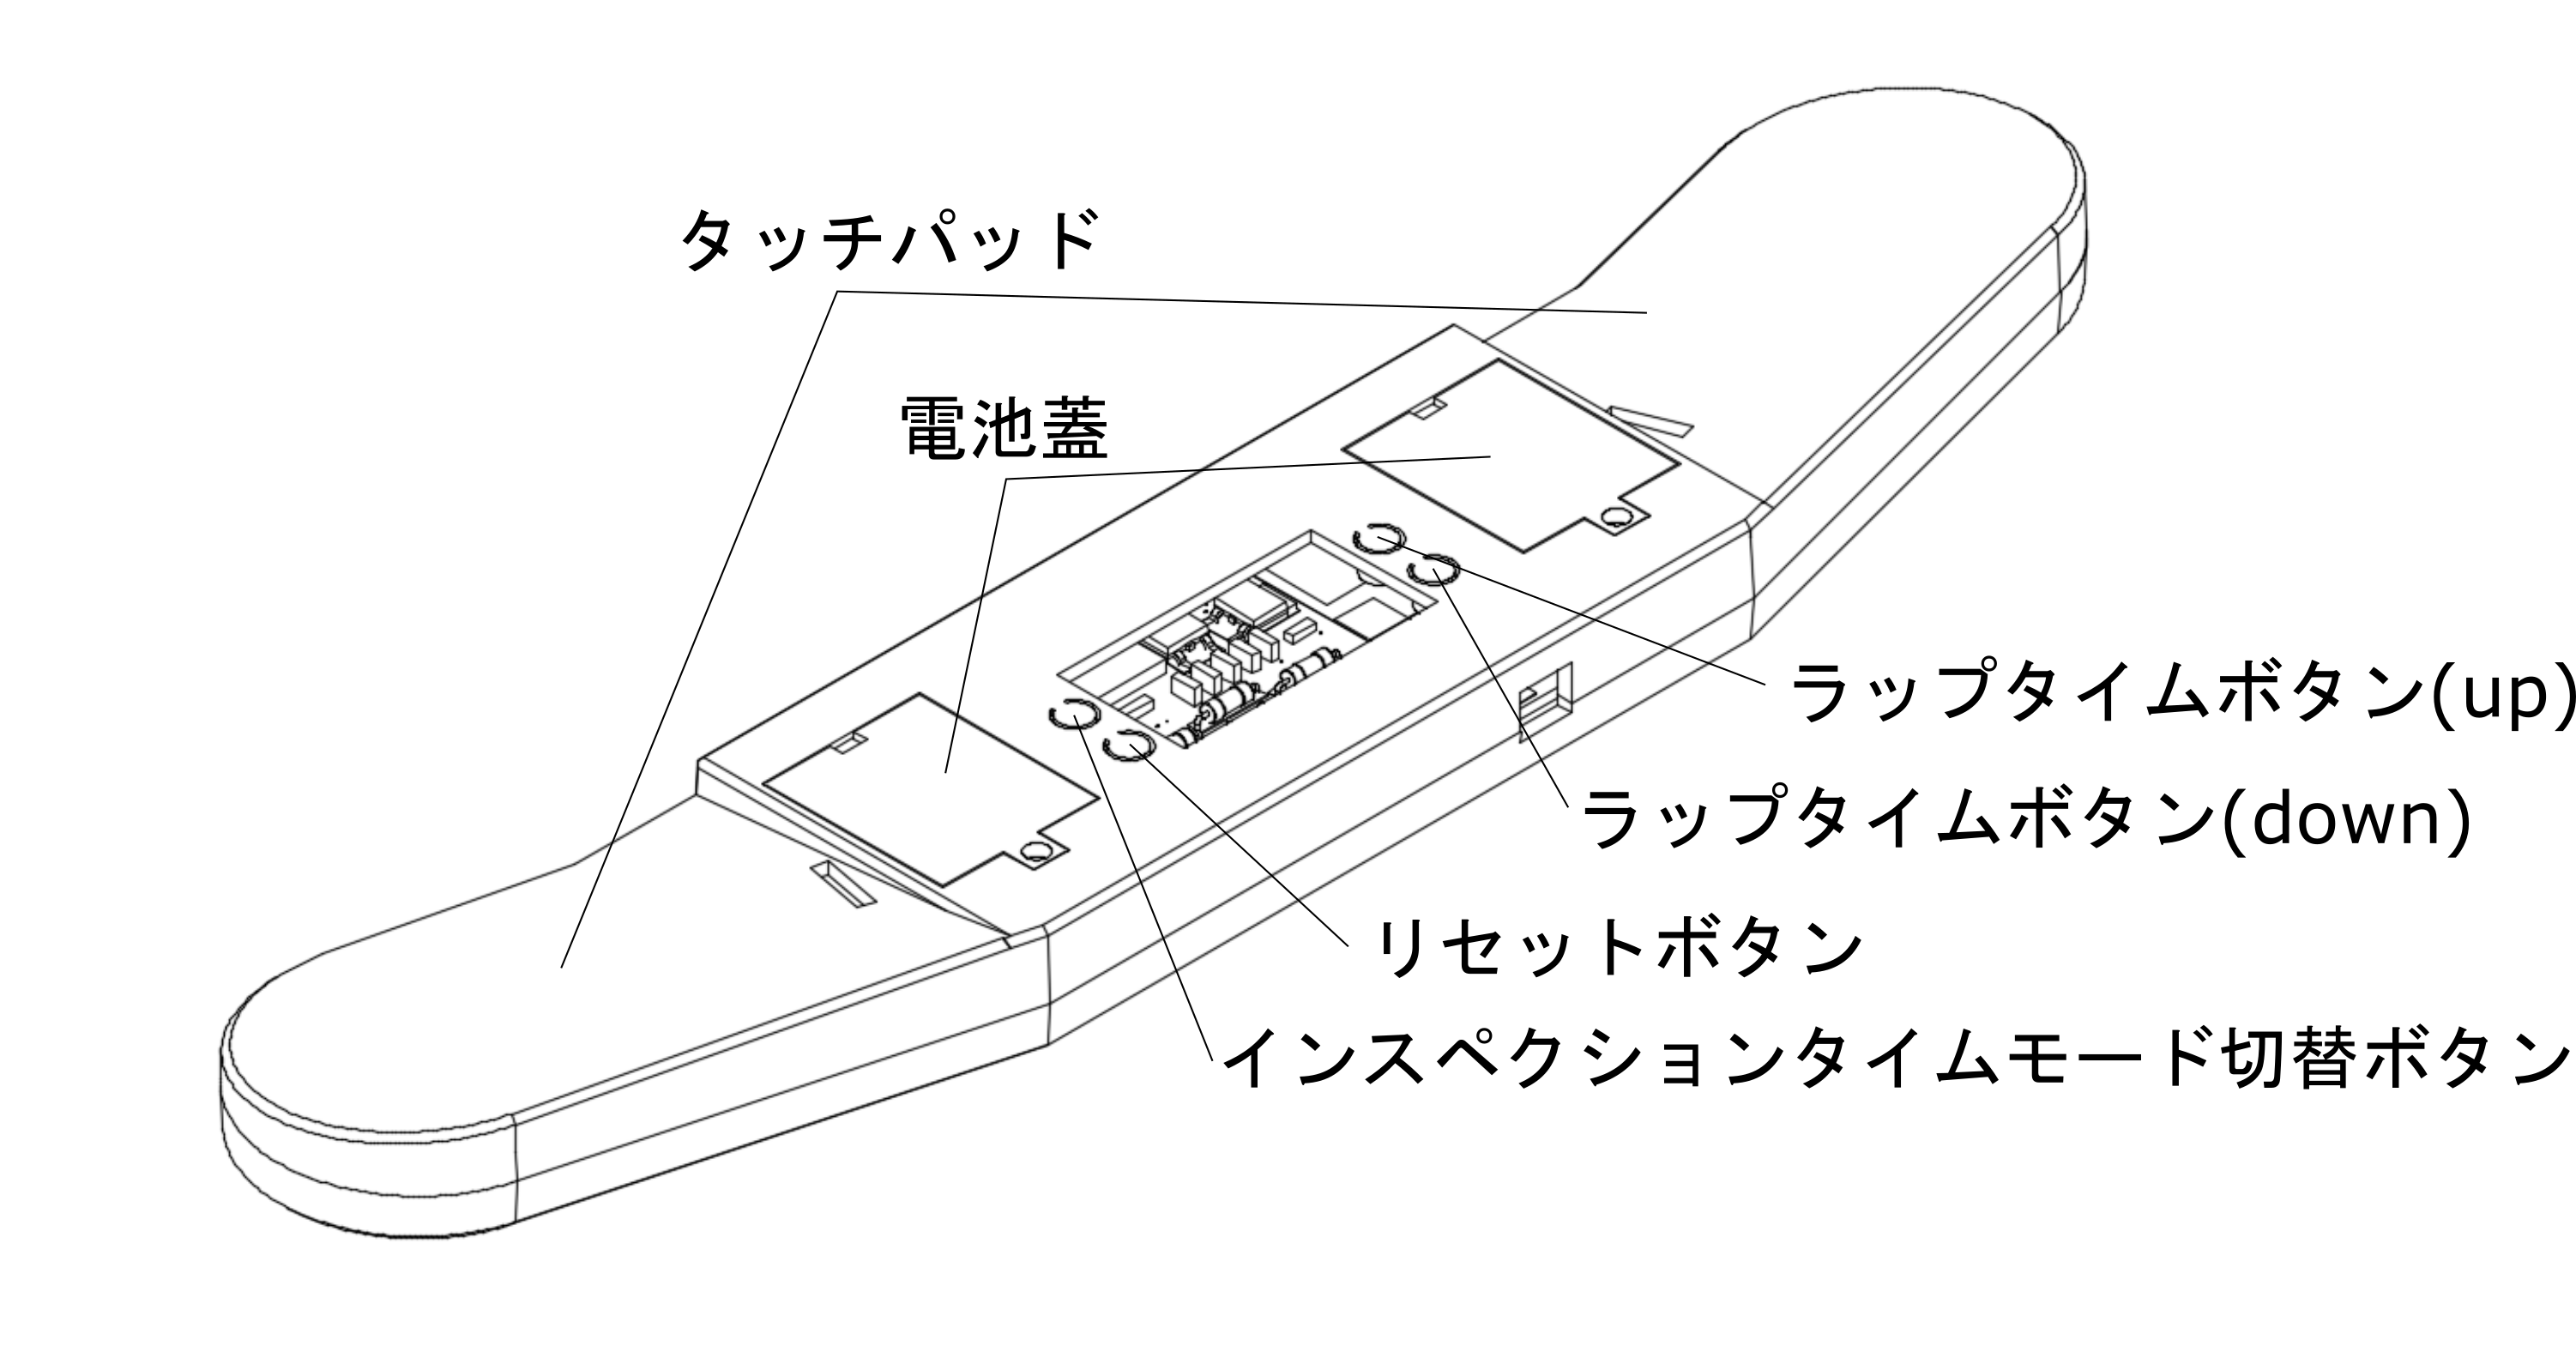 タッチパッド
電池蓋
ラップタイムボタン(up)
ラップタイムボタン(down)
リセットボタン
インスペクションタイムモード切替ボタン